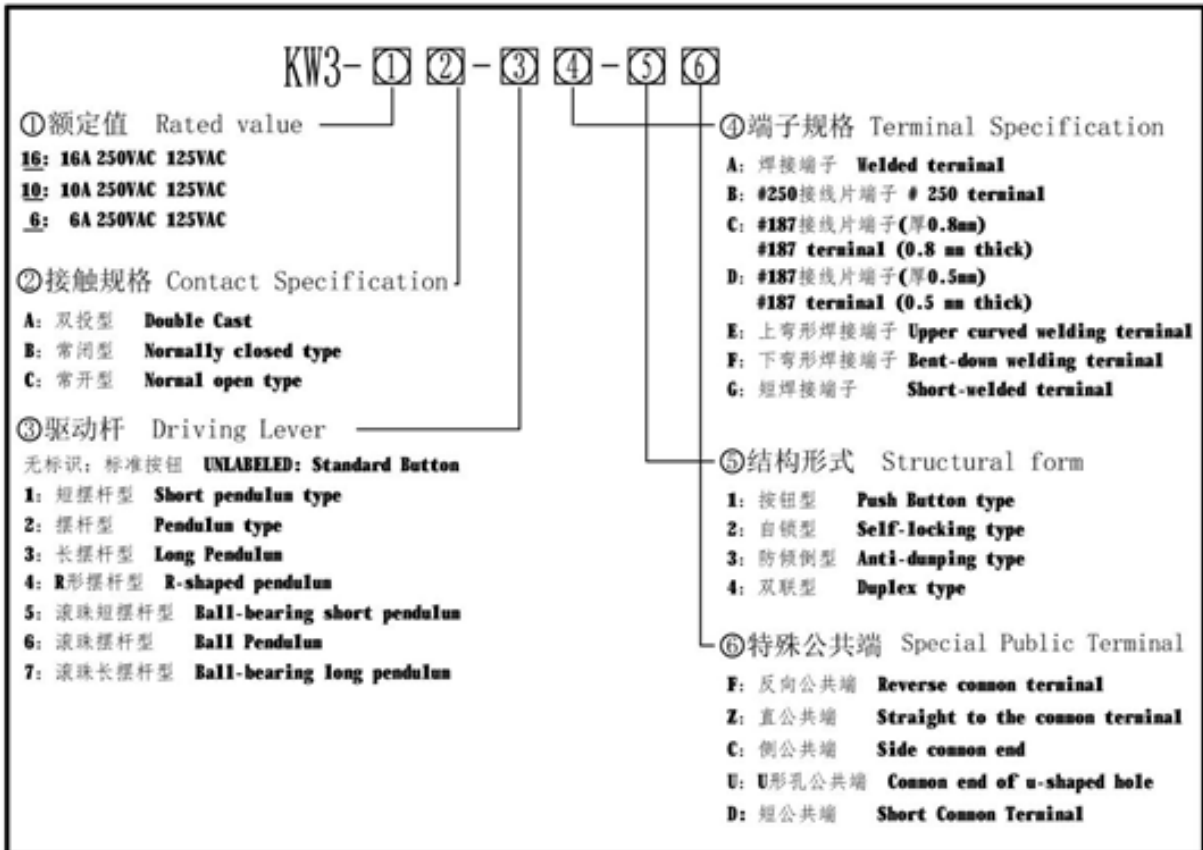 KW3-①②-③④-⑤⑥
①额定值 Rated value
16: 16A 250VAC 125VAC
10: 10A 250VAC 125VAC
6: 6A 250VAC 125VAC
②接触规格 Contact Specification
A: 双投型 Double Cast
B: 常闭型 Normally closed type
C: 常开型 Normal open type
③驱动杆 Driving Lever
无标识: 标准按钮 UNLABELED: Standard Button
1: 短摆杆型 Short pendulum type
2: 摆杆型 Pendulum type
3: 长摆杆型 Long Pendulum
4: R形摆杆型 R-shaped pendulum
5: 滚珠短摆杆型 Ball-bearing short pendulum
6: 滚珠摆杆型 Ball Pendulum
7: 滚珠长摆杆型 Ball-bearing long pendulum
④端子规格 Terminal Specification
A: 焊接端子 Welded terminal
B: #250接线片端子 # 250 terminal
C: #187接线片端子(厚0.8mm)
#187 terminal (0.8 mm thick)
D: #187接线片端子(厚0.5mm)
#187 terminal (0.5 mm thick)
E: 上弯形焊接端子 Upper curved welding terminal
F: 下弯形焊接端子 Bent-down welding terminal
G: 短焊接端子 Short-welded terminal
⑤结构形式 Structural form
1: 按钮型 Push Button type
2: 自锁型 Self-locking type
3: 防倾倒型 Anti-dumping type
4: 双联型 Duplex type
⑥特殊公共端 Special Public Terminal
F: 反向公共端 Reverse common terminal
Z: 直公共端 Straight to the common terminal
C: 侧公共端 Side common end
U: U形孔公共端 Common end of u-shaped hole
D: 短公共端 Short Common Terminal